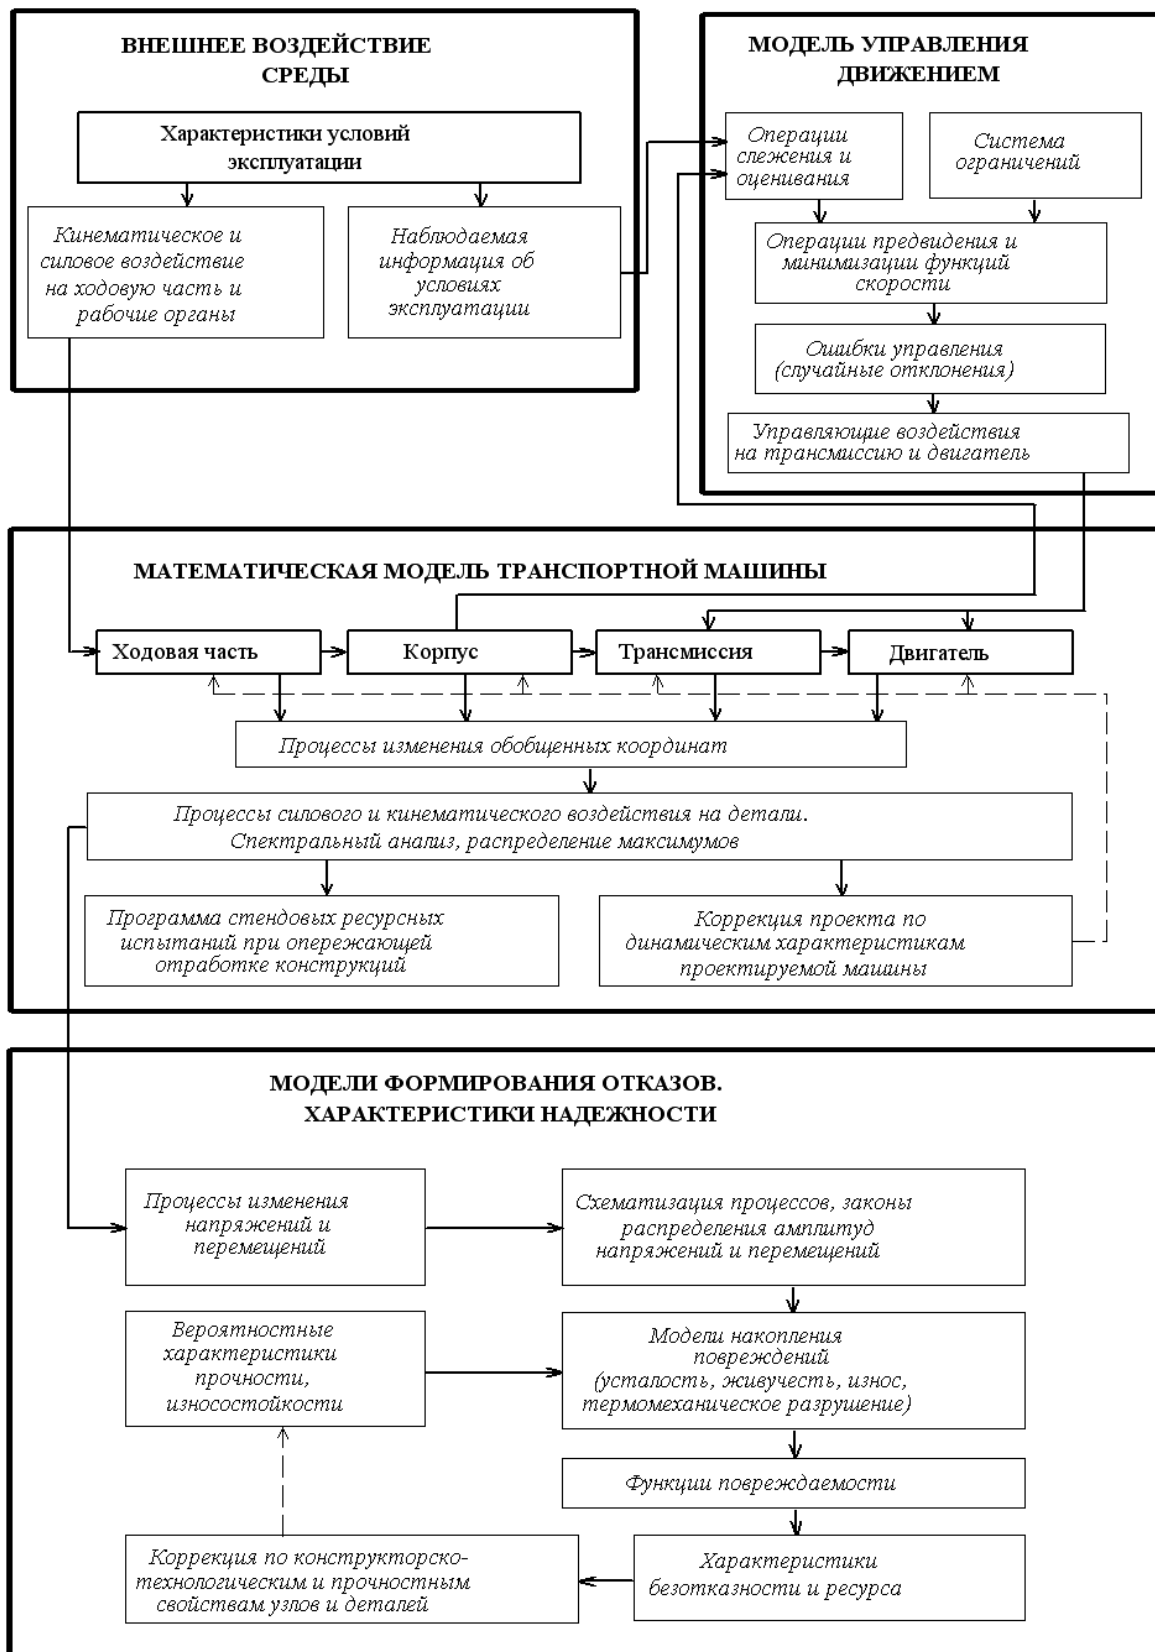 ВНЕШНЕЕ ВОЗДЕЙСТВИЕ
СРЕДЫ
Характеристики условий
эксплуатации
Кинематическое и
силовое воздействие
на ходовую часть и
рабочие органы
Наблюдаемая
информация об
условиях
эксплуатации
МОДЕЛЬ УПРАВЛЕНИЯ
ДВИЖЕНИЕМ
Операции
слежения и
оценивания
Система
ограничений
Операции предвидения и
минимизации функций
скорости
Ошибки управления
(случайные отклонения)
Управляющие воздействия
на трансмиссию и двигатель
МАТЕМАТИЧЕСКАЯ МОДЕЛЬ ТРАНСПОРТНОЙ МАШИНЫ
Ходовая часть
Корпус
Трансмиссия
Двигатель
Процессы изменения обобщенных координат
Процессы силового и кинематического воздействия на детали.
Спектральный анализ, распределение максимумов
Программа стендовых ресурсных
испытаний при опережающей
отработке конструкций
Коррекция проекта по
динамическим характеристикам
проектируемой машины
МОДЕЛИ ФОРМИРОВАНИЯ ОТКАЗОВ.
ХАРАКТЕРИСТИКИ НАДЕЖНОСТИ
Процессы изменения
напряжений и
перемещений
Схематизация процессов, законы
распределения амплитуд
напряжений и перемещений
Вероятностные
характеристики
прочности,
износостойкости
Модели накопления
повреждений
(усталость, живучесть, износ,
термомеханическое разрушение)
Функции повреждаемости
Коррекция по конструкторско-
технологическим и прочностным
свойствам узлов и деталей
Характеристики
безотказности и ресурса